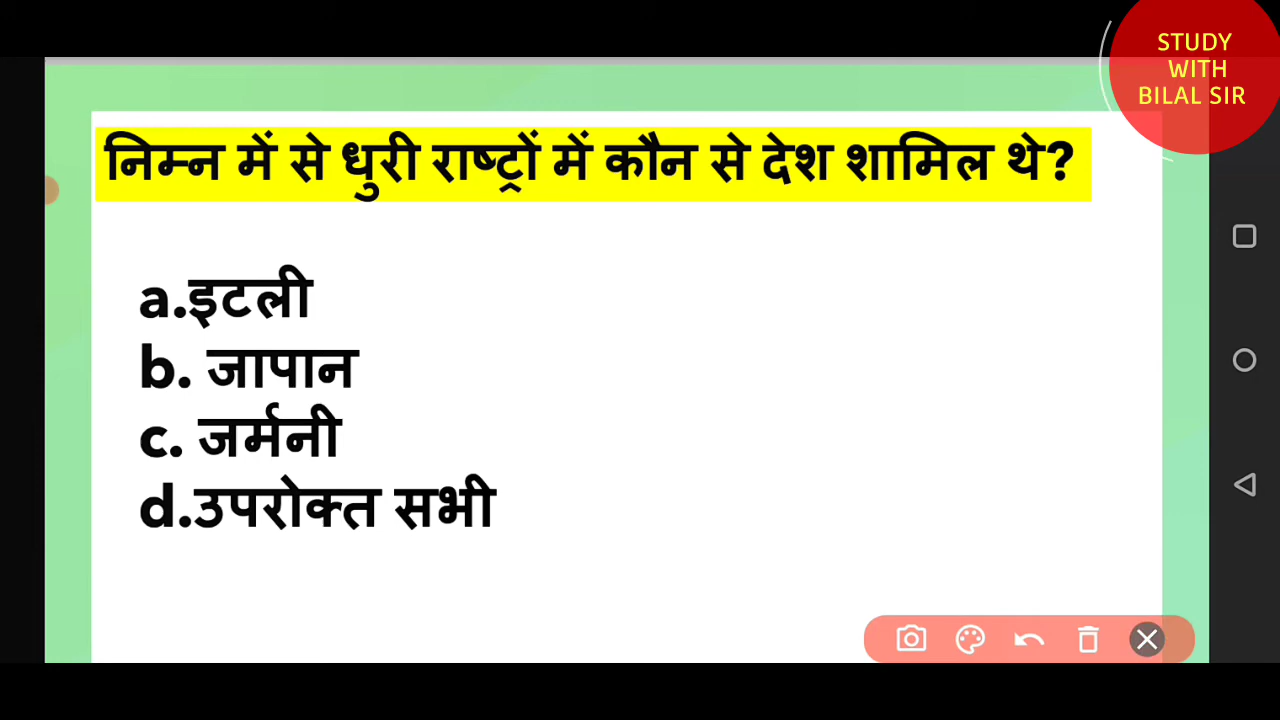 STUDY
WITH
BILAL SIR
निम्न में से धुरी राष्ट्रों में कौन से देश शामिल थे?
a.इटली
b. जापान
c. जर्मनी
d.उपरोक्त सभी